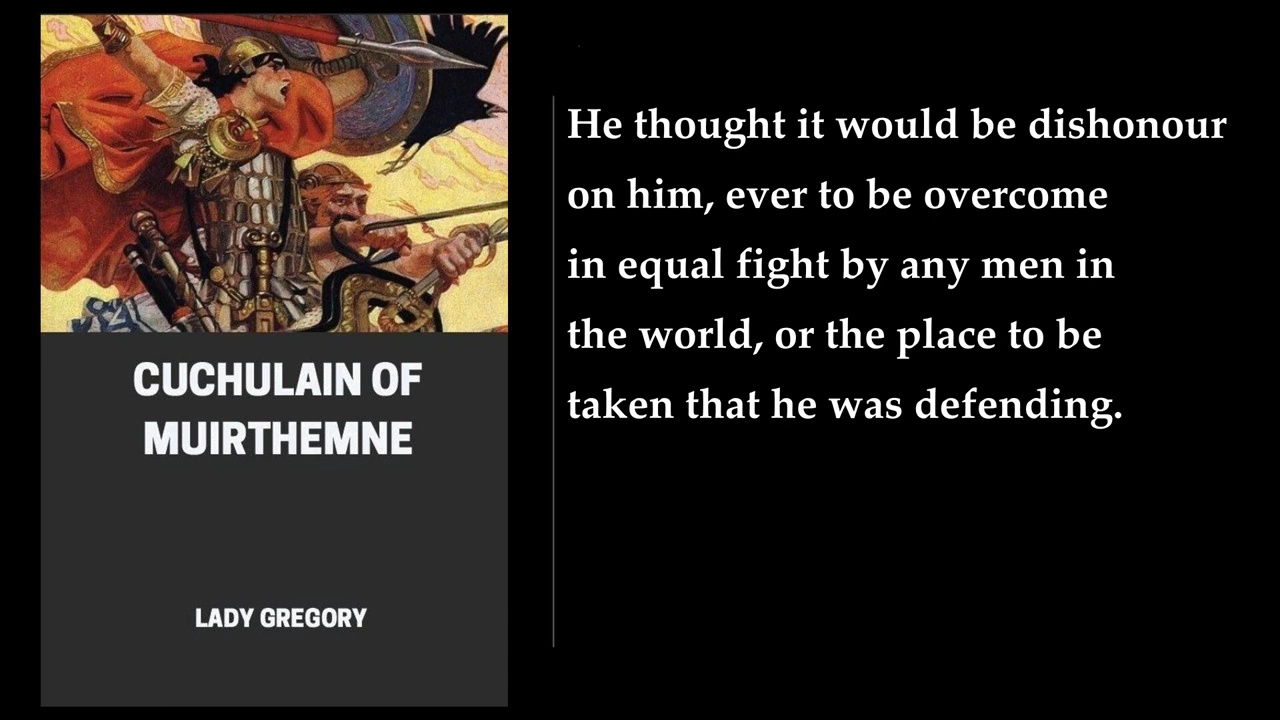 CUCHULAIN OF
MUIRTHEMNE
LADY GREGORY
He thought it would be dishonour
on him, ever to be overcome
in equal fight by any men in
the world, or the place to be
taken that he was defending.